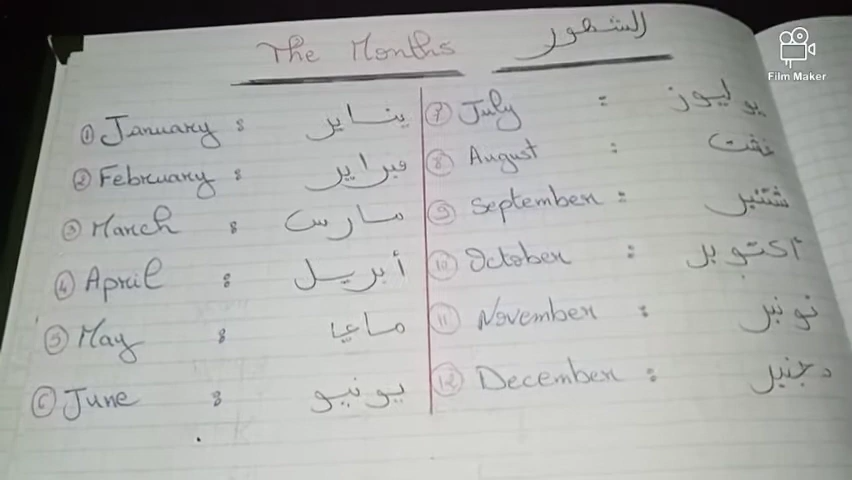 The Months الشهور
① January : يناير
② February : فبراير
③ March : مارس
④ April : أبريل
⑤ May :
⑥ June : يونيو
⑦ July : يوليوز
⑧ August : غشت
⑨ September : شتنبر
⑩ October : أكتوبر
⑪ November : نونبر
⑫ December : دجنبر
Film Maker